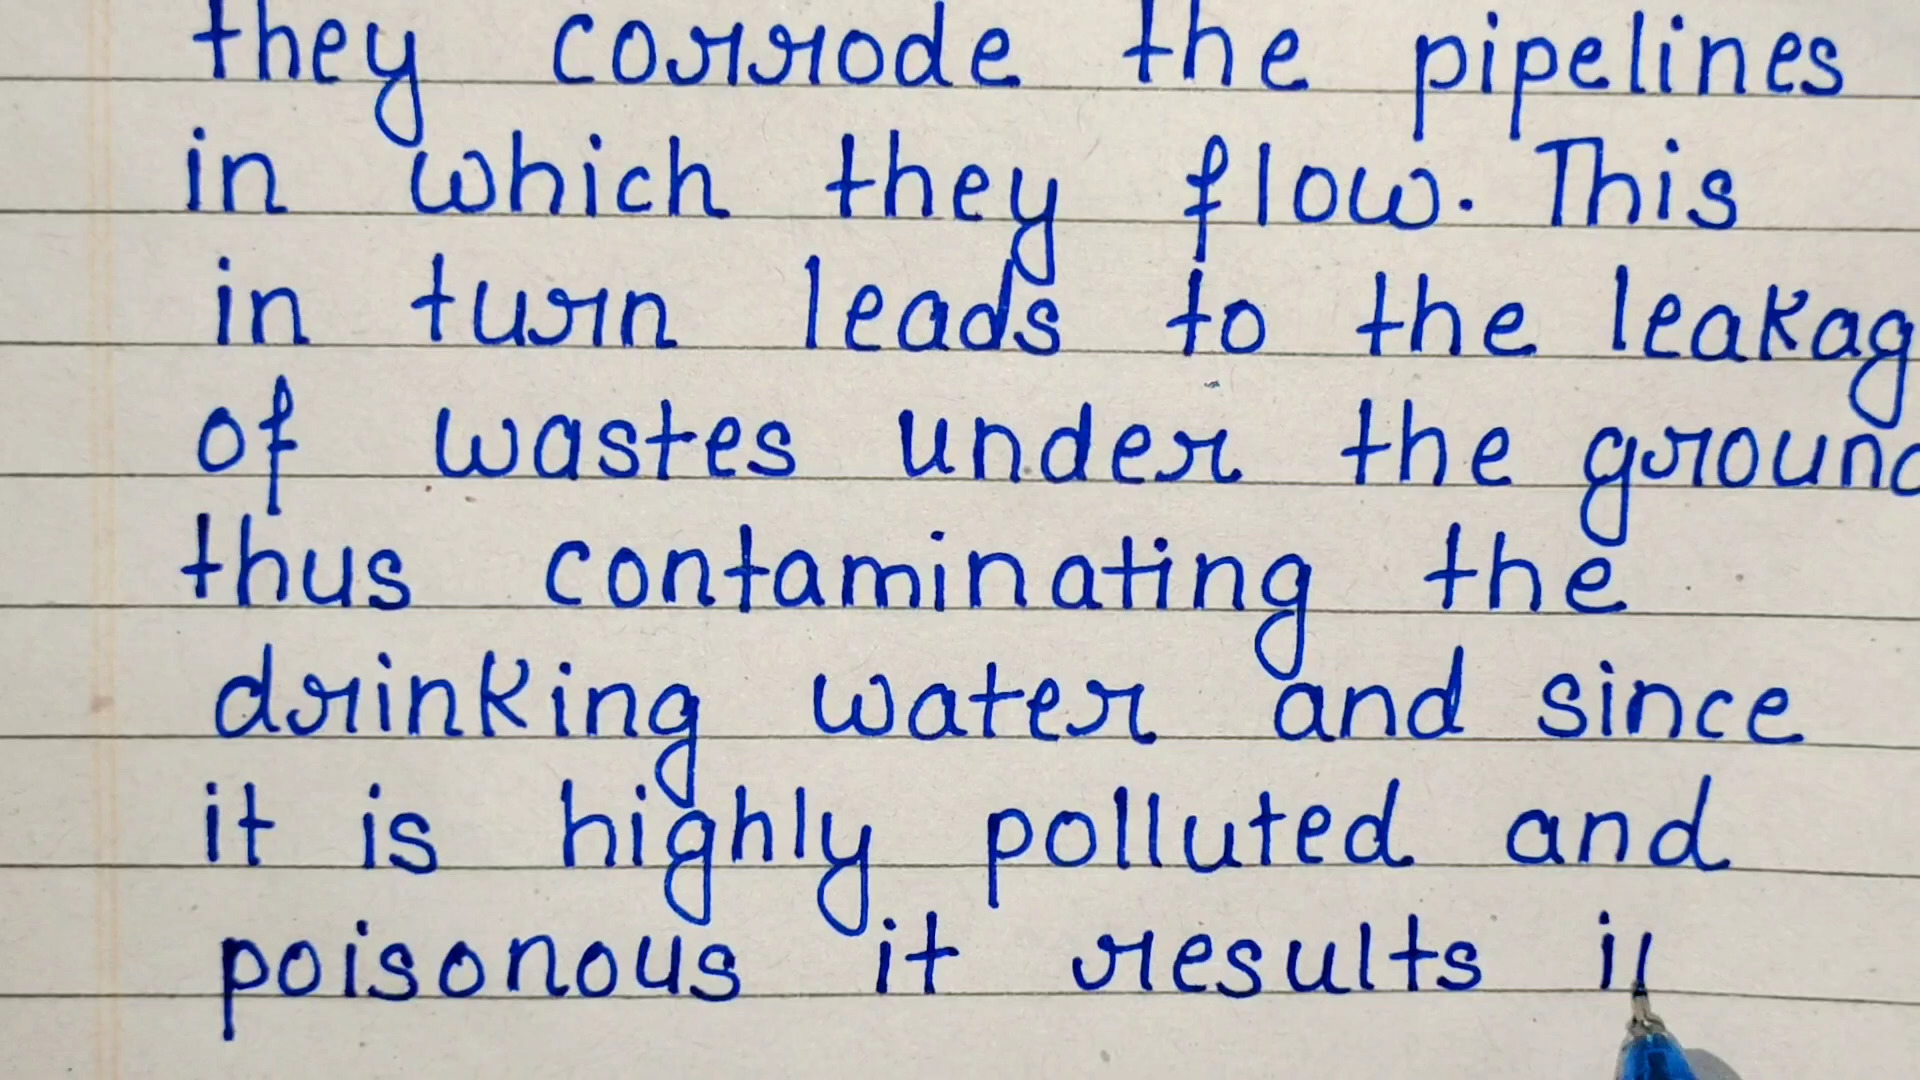 they corrode the pipelines
in which they flow. This
in turn leads to the leakag
of wastes under the ground
thus contaminating the
drinking water and since
it is highly polluted and
poisonous it results i